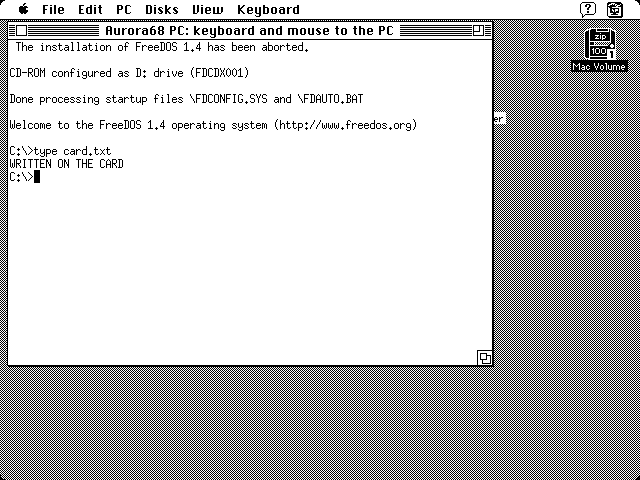 File Edit PC Disks View Keyboard
Aurora68 PC: keyboard and mouse to the PC
The installation of FreeDOS 1.4 has been aborted.
CD-ROM configured as D: drive (FDCDX001)
Done processing startup files \FDCONFIG.SYS and \FDAUTO.BAT
Welcome to the FreeDOS 1.4 operating system (http://www.freedos.org)
C:\>type card.txt
WRITTEN ON THE CARD
C:\>
zip
100
Mac Volume
er